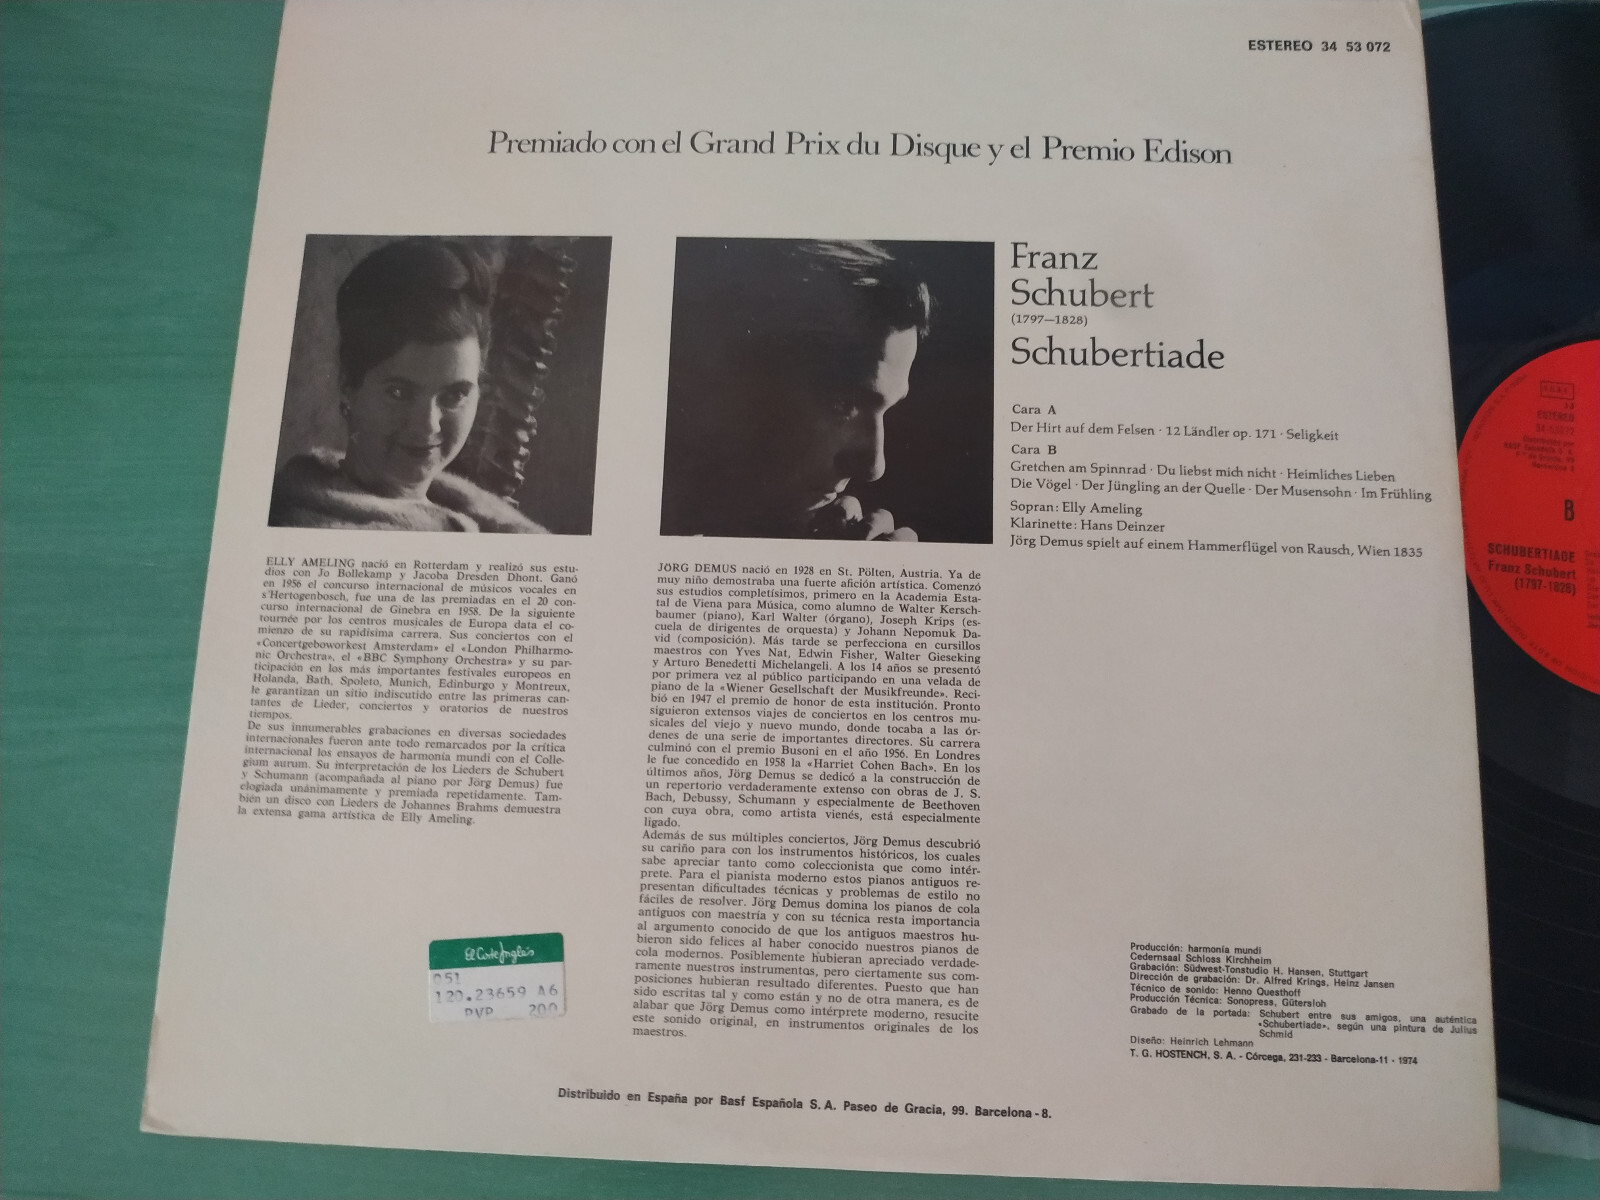 ESTEREO 34 53 072
Premiado con el Grand Prix du Disque y el Premio Edison
Franz
Schubert
(1797—1828)
Schubertiade
Cara A
Der Hirt auf dem Felsen · 12 Ländler op. 171 · Seligkeit
Cara B
Gretchen am Spinnrad · Du liebst mich nicht · Heimliches Lieben
Die Vögel · Der Jüngling an der Quelle · Der Musensohn · Im Frühling
Sopran: Elly Ameling
Klarinette: Hans Deinzer
Jörg Demus spielt auf einem Hammerflügel von Rausch, Wien 1835
ELLY AMELING nació en Rotterdam y realizó sus estu-
dios con Jo Bollekamp y Jacoba Dresden Dhont. Ganó
en 1956 el concurso internacional de músicos vocales en
s'Hertogenbosch, fue una de las premiadas en el 20 con-
curso internacional de Ginebra en 1958. De la siguiente
tournée por los centros musicales de Europa data el co-
mienzo de su rapidísima carrera. Sus conciertos con el
«Concertgeboworkest Amsterdam» el «London Philharmo-
nic Orchestra», el «BBC Symphony Orchestra» y su par-
ticipación en los más importantes festivales europeos en
Holanda, Bath, Spoleto, Munich, Edinburgo y Montreux,
le garantizan un sitio indiscutido entre las primeras can-
tantes de Lieder, conciertos y oratorios de nuestros
tiempos.
De sus innumerables grabaciones en diversas sociedades
internacionales fueron ante todo remarcados por la crítica
internacional los ensayos de harmonía mundi con el Colle-
gium aurum. Su interpretación de los Lieders de Schubert
y Schumann (acompañada al piano por Jörg Demus) fue
elogiada unánimamente y premiada repetidamente. Tam-
bién un disco con Lieders de Johannes Brahms demuestra
la extensa gama artística de Elly Ameling.
JÖRG DEMUS nació en 1928 en St. Pölten, Austria. Ya de
muy niño demostraba una fuerte afición artística. Comenzó
sus estudios completísimos, primero en la Academia Esta-
tal de Viena para Música, como alumno de Walter Kersch-
baumer (piano), Karl Walter (órgano), Joseph Krips (es-
cuela de dirigentes de orquesta) y Johann Nepomuk Da-
vid (composición). Más tarde se perfecciona en cursillos
maestros con Yves Nat, Edwin Fisher, Walter Gieseking
y Arturo Benedetti Michelangeli. A los 14 años se presentó
por primera vez al público participando en una velada de
piano de la «Wiener Gesellschaft der Musikfreunde». Reci-
bió en 1947 el premio de honor de esta institución. Pronto
siguieron extensos viajes de conciertos en los centros mu-
sicales del viejo y nuevo mundo, donde tocaba a las ór-
denes de una serie de importantes directores. Su carrera
culminó con el premio Busoni en el año 1956. En Londres
le fue concedido en 1958 la «Harriet Cohen Bach». En los
últimos años, Jörg Demus se dedicó a la construcción de
un repertorio verdaderamente extenso con obras de J. S.
Bach, Debussy, Schumann y especialmente de Beethoven
con cuya obra, como artista vienés, está especialmente
ligado.
Además de sus múltiples conciertos, Jörg Demus descubrió
su cariño para con los instrumentos históricos, los cuales
sabe apreciar tanto como coleccionista que como intér-
prete. Para el pianista moderno estos pianos antiguos re-
presentan dificultades técnicas y problemas de estilo no
fáciles de resolver. Jörg Demus domina los pianos de cola
antiguos con maestría y con su técnica resta importancia
al argumento conocido de que los antiguos maestros hu-
bieron sido felices al haber conocido nuestros pianos de
cola modernos. Posiblemente hubieran apreciado verdade-
ramente nuestros instrumentos, pero ciertamente sus com-
posiciones hubieran resultado diferentes. Puesto que han
sido escritas tal y como están y no de otra manera, es de
alabar que Jörg Demus como intérprete moderno, resucite
este sonido original, en instrumentos originales de los
maestros.
El Corte Inglés
051
120.23659 A6
PVP 200
Producción: harmonía mundi
Cedernsaal Schloss Kirchheim
Grabación: Südwest-Tonstudio H. Hansen, Stuttgart
Dirección de grabación: Dr. Alfred Krings, Heinz Jansen
Técnico de sonido: Henno Questhoff
Producción Técnica: Sonopress, Gütersloh
Grabado de la portada: Schubert entre sus amigos, una auténtica
«Schubertiade», según una pintura de Julius
Schmid
Diseño: Heinrich Lehmann
T. G. HOSTENCH, S. A. - Córcega, 231-233 - Barcelona-11 - 1974
Distribuido en España por Basf Española S. A. Paseo de Gracia, 99. Barcelona - 8.
ESTEREO
B
SCHUBERTIADE
Franz Schubert
(1797-1828)